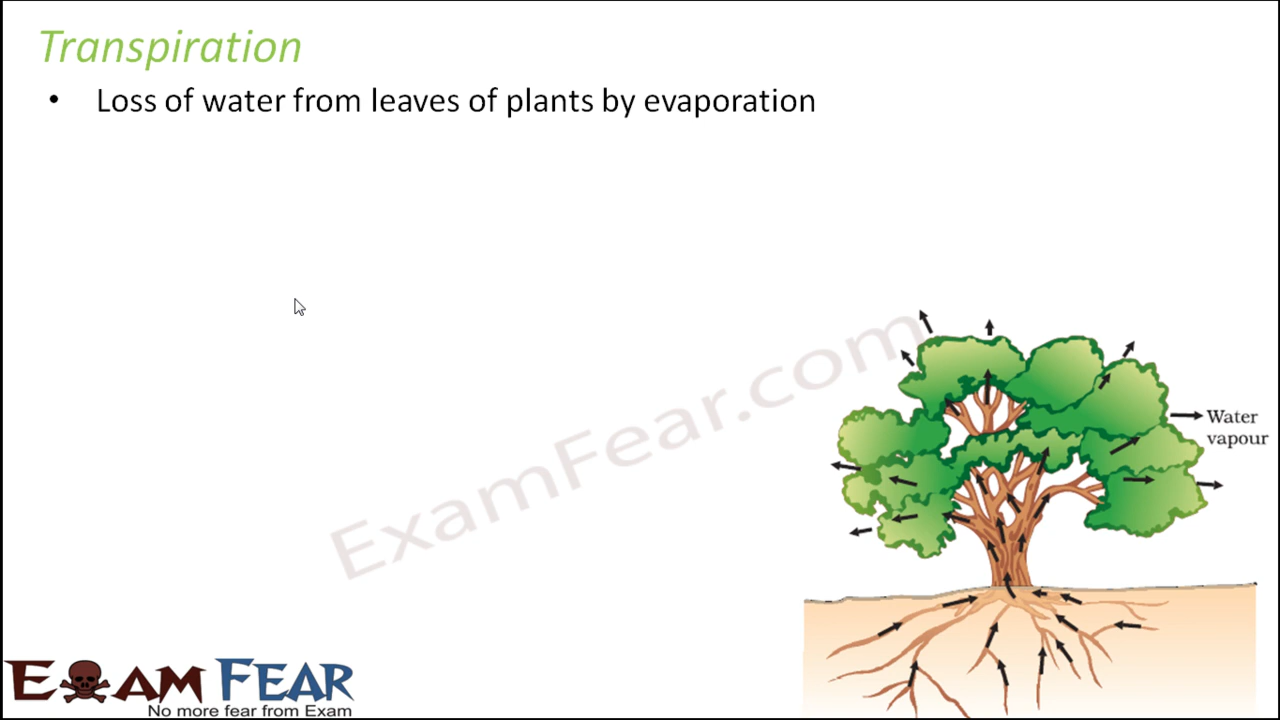 Transpiration
• Loss of water from leaves of plants by evaporation
ExamFear.com
Water
vapour
EXAM FEAR
No more fear from Exam